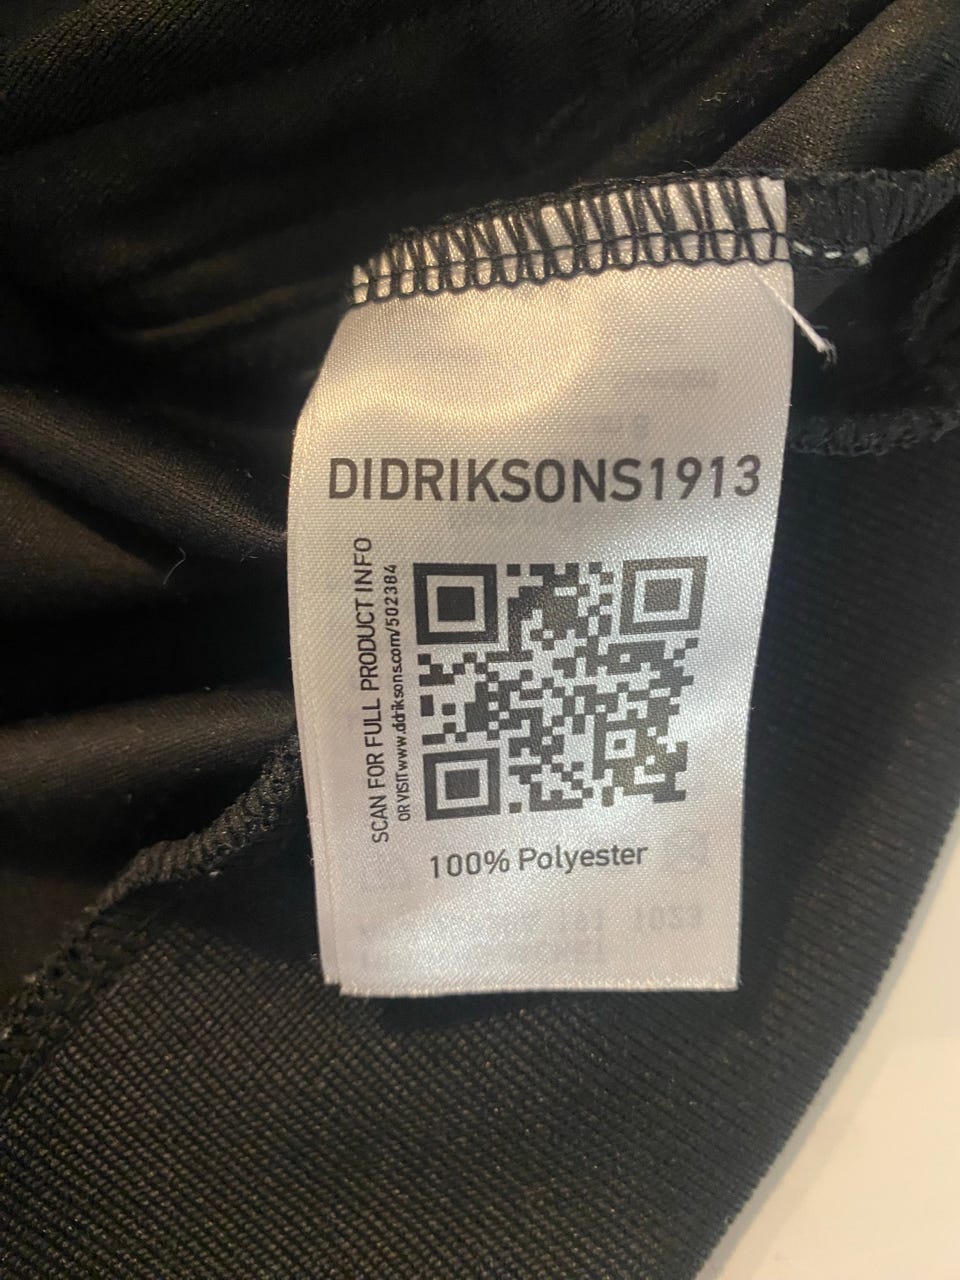 DIDRIKSONS1913
SCAN FOR FULL PRODUCT INFO
OR VISIT www.didriksons.com/502384
100% Polyester